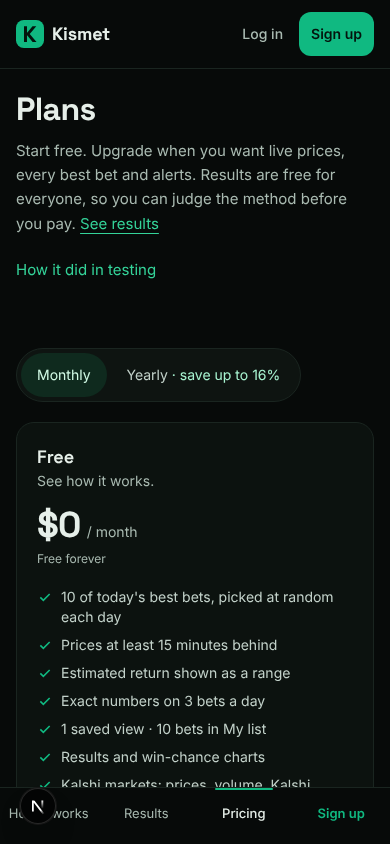 K Kismet
Log in
Sign up
Plans
Start free. Upgrade when you want live prices,
every best bet and alerts. Results are free for
everyone, so you can judge the method before
you pay. See results
How it did in testing
Monthly
Yearly · save up to 16%
Free
See how it works.
$0 / month
Free forever
10 of today's best bets, picked at random
each day
Prices at least 15 minutes behind
Estimated return shown as a range
Exact numbers on 3 bets a day
1 saved view · 10 bets in My list
Results and win-chance charts
Kalshi markets: prices, volume, Kalshi
N
works
Results
Pricing
Sign up